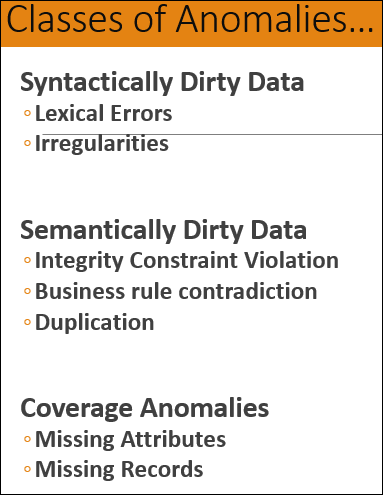 Classes of Anomalies…
Syntactically Dirty Data
◦Lexical Errors
◦Irregularities
Semantically Dirty Data
◦Integrity Constraint Violation
◦Business rule contradiction
◦Duplication
Coverage Anomalies
◦Missing Attributes
◦Missing Records